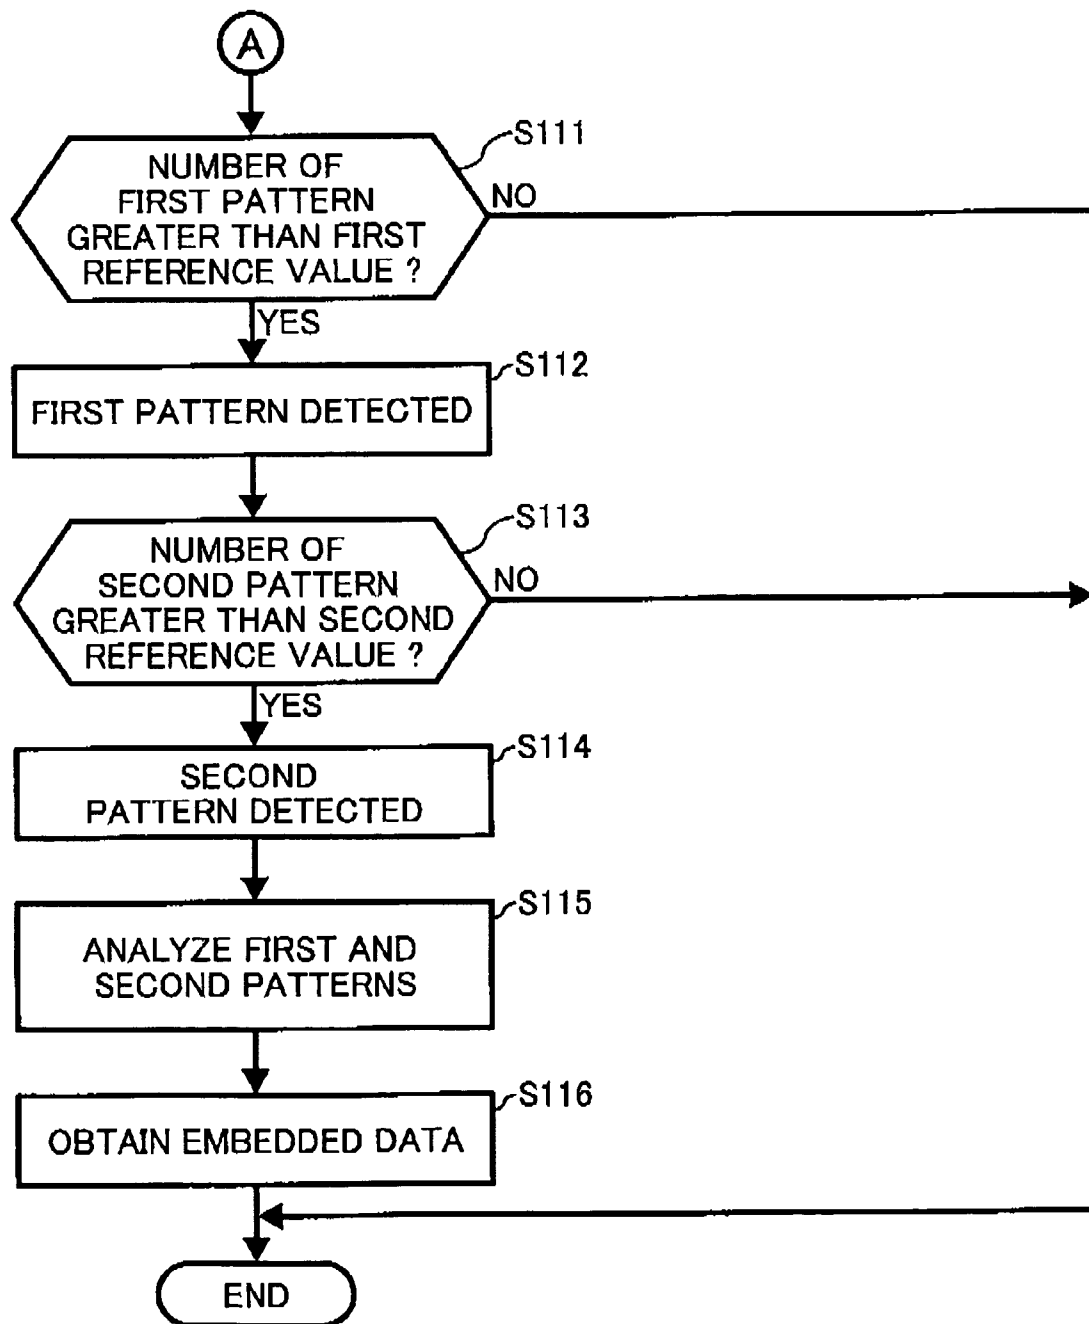 A
S111
NUMBER OF
FIRST PATTERN
GREATER THAN FIRST
REFERENCE VALUE ?
NO
YES
S112
FIRST PATTERN DETECTED
S113
NUMBER OF
SECOND PATTERN
GREATER THAN SECOND
REFERENCE VALUE ?
NO
YES
S114
SECOND
PATTERN DETECTED
S115
ANALYZE FIRST AND
SECOND PATTERNS
S116
OBTAIN EMBEDDED DATA
END